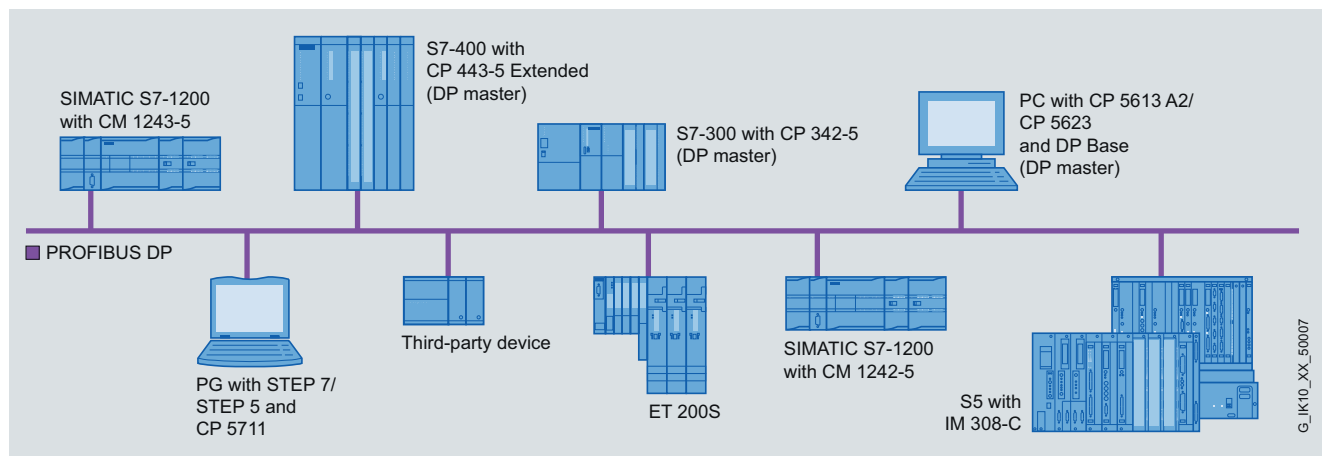 SIMATIC S7-1200
with CM 1243-5
S7-400 with
CP 443-5 Extended
(DP master)
S7-300 with CP 342-5
(DP master)
PC with CP 5613 A2/
CP 5623
and DP Base
(DP master)
PROFIBUS DP
PG with STEP 7/
STEP 5 and
CP 5711
Third-party device
ET 200S
SIMATIC S7-1200
with CM 1242-5
S5 with
IM 308-C
G_IK10_XX_50007